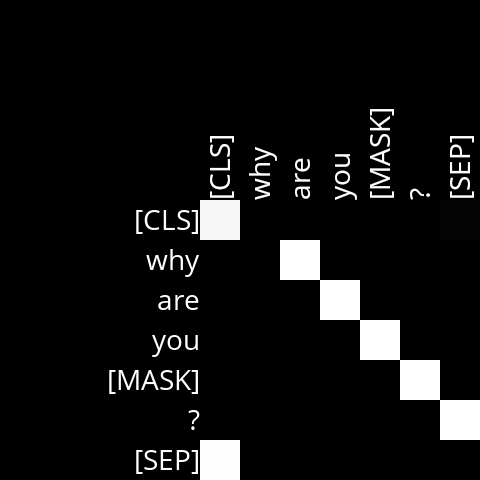 [CLS] why are you [MASK] ? [SEP]
[CLS]
why
are
you
[MASK]
?
[SEP]